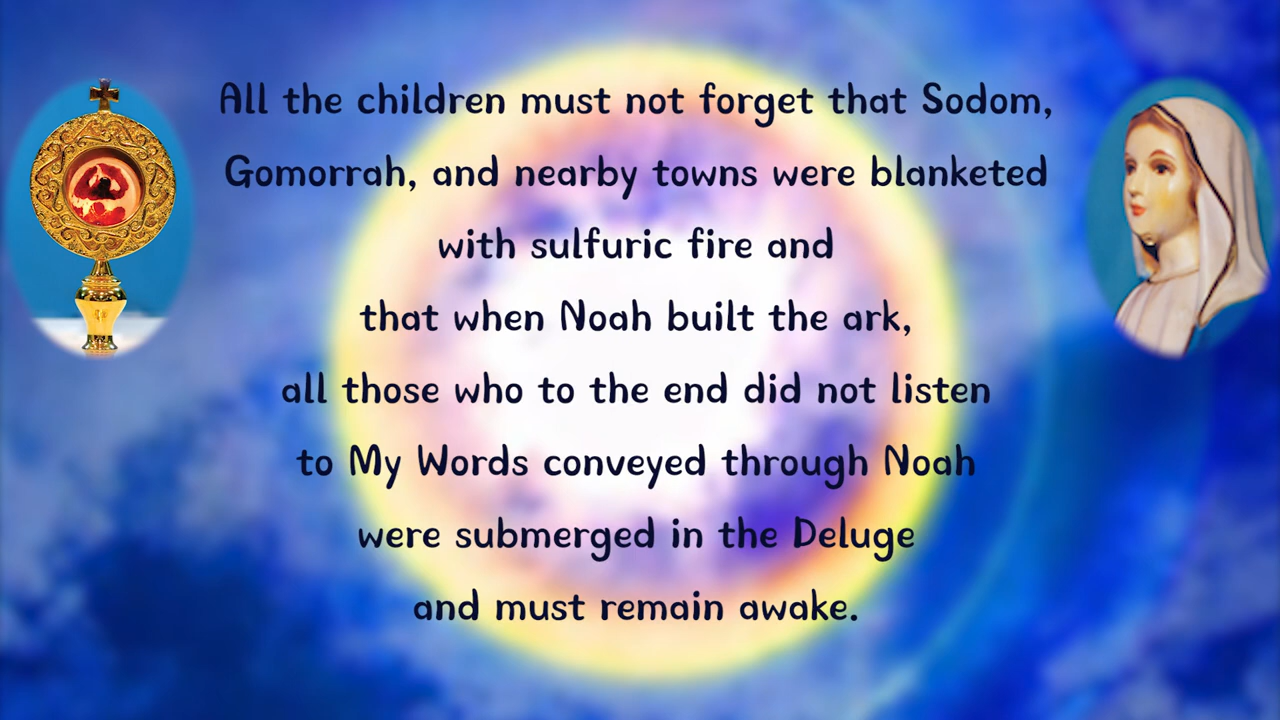 All the children must not forget that Sodom,
Gomorrah, and nearby towns were blanketed
with sulfuric fire and
that when Noah built the ark,
all those who to the end did not listen
to My Words conveyed through Noah
were submerged in the Deluge
and must remain awake.